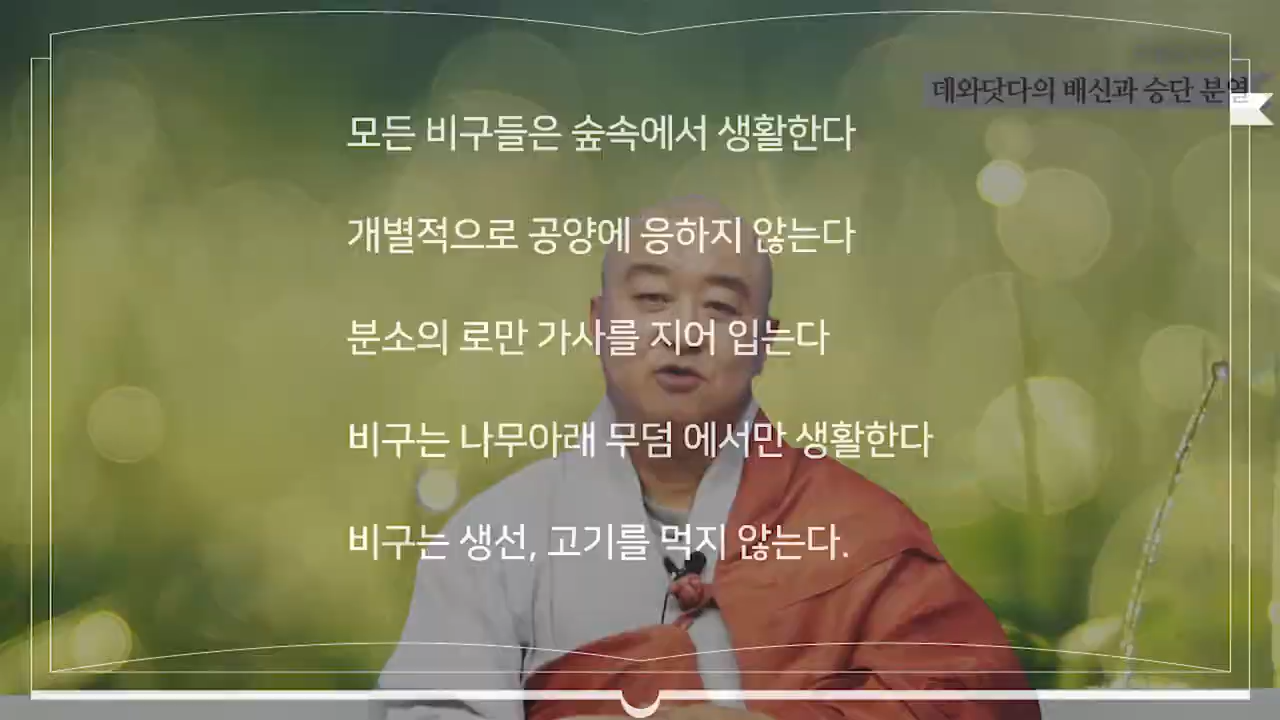 데와닷다의 배신과 승단 분열
모든 비구들은 숲속에서 생활한다
개별적으로 공양에 응하지 않는다
분소의 로만 가사를 지어 입는다
비구는 나무아래 무덤 에서만 생활한다
비구는 생선, 고기를 먹지 않는다.